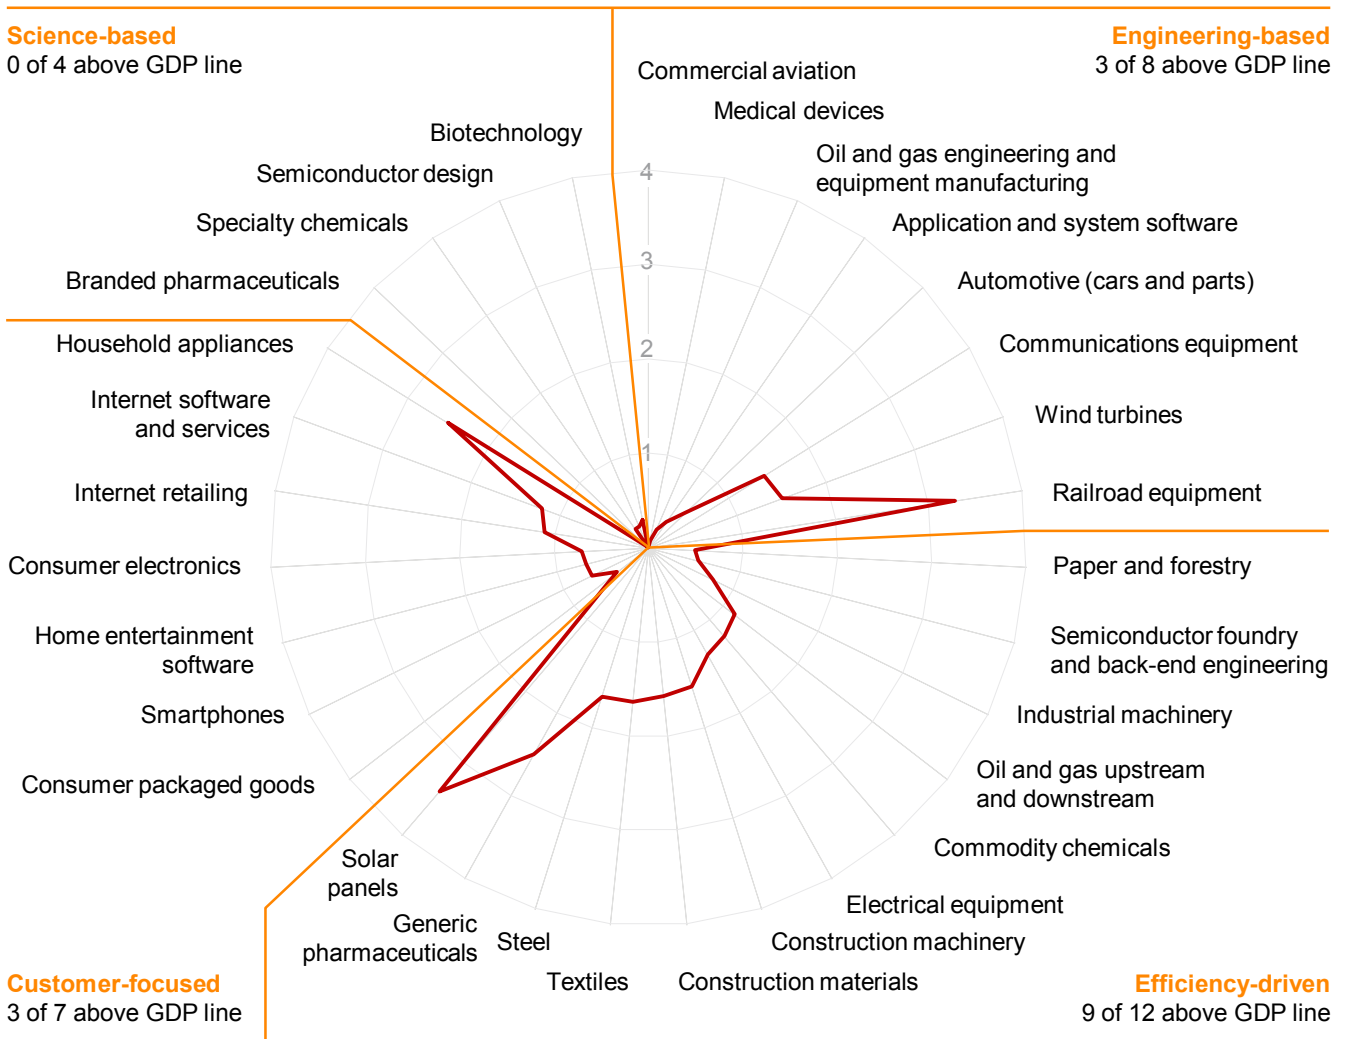 Science-based
0 of 4 above GDP line
Engineering-based
3 of 8 above GDP line
Commercial aviation
Medical devices
Oil and gas engineering and
equipment manufacturing
Application and system software
Automotive (cars and parts)
Communications equipment
Wind turbines
Railroad equipment
Paper and forestry
Semiconductor foundry
and back-end engineering
Industrial machinery
Oil and gas upstream
and downstream
Commodity chemicals
Electrical equipment
Construction machinery
Construction materials
Textiles
Steel
Generic
pharmaceuticals
Solar
panels
Consumer packaged goods
Smartphones
Home entertainment
software
Consumer electronics
Internet retailing
Internet software
and services
Household appliances
Branded pharmaceuticals
Specialty chemicals
Semiconductor design
Biotechnology
4
3
2
1
Customer-focused
3 of 7 above GDP line
Efficiency-driven
9 of 12 above GDP line